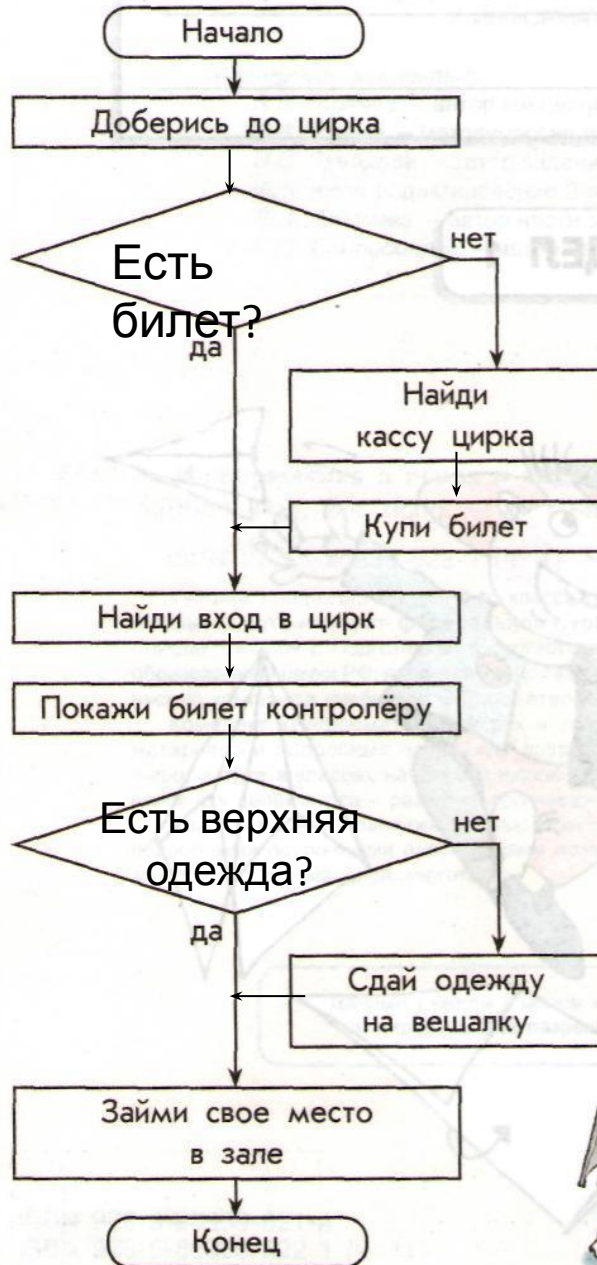 Начало
Доберись до цирка
Есть
билет?
нет
да
Найди
кассу цирка
Купи билет
Найди вход в цирк
Покажи билет контролёру
Есть верхняя
одежда?
нет
да
Сдай одежду
на вешалку
Займи свое место
в зале
Конец